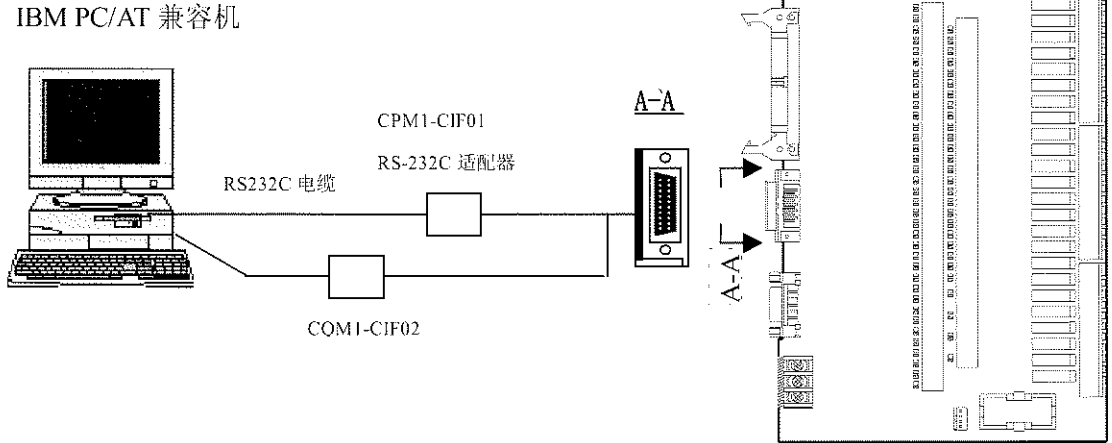 IBM PC/AT 兼容机
CPM1-CIF01
RS-232C 适配器
RS232C 电缆
CQM1-CIF02
A-A
A-A